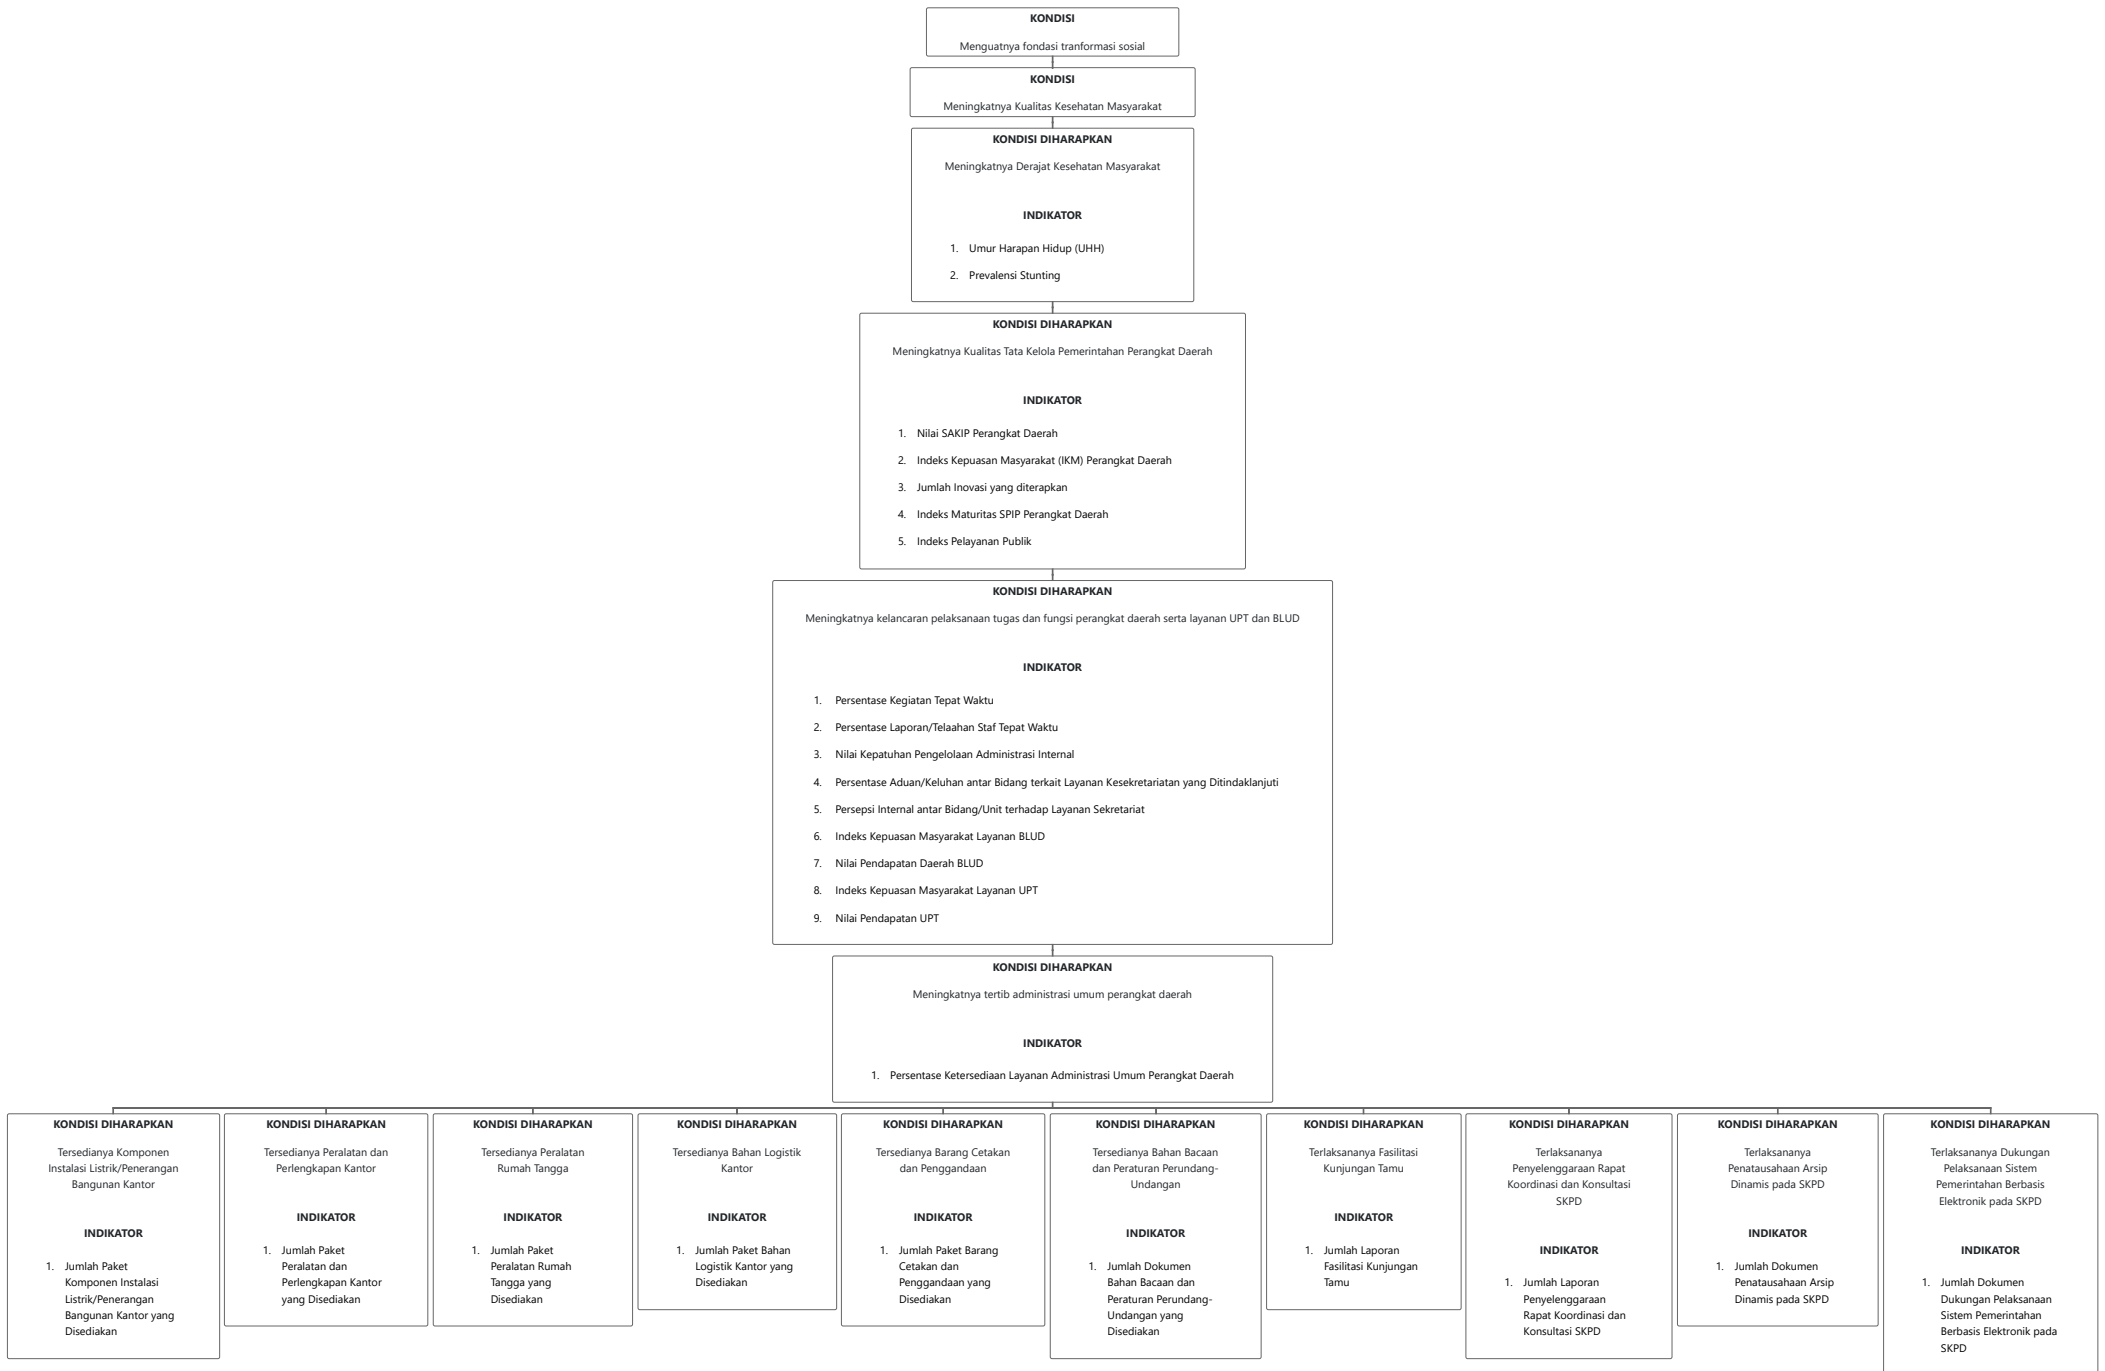 KONDISI
Menguatnya fondasi tranformasi sosial
KONDISI
Meningkatnya Kualitas Kesehatan Masyarakat
KONDISI DIHARAPKAN
Meningkatnya Derajat Kesehatan Masyarakat
INDIKATOR
1. Umur Harapan Hidup (UHH)
2. Prevalensi Stunting
KONDISI DIHARAPKAN
Meningkatnya Kualitas Tata Kelola Pemerintahan Perangkat Daerah
INDIKATOR
1. Nilai SAKIP Perangkat Daerah
2. Indeks Kepuasan Masyarakat (IKM) Perangkat Daerah
3. Jumlah Inovasi yang diterapkan
4. Indeks Maturitas SPIP Perangkat Daerah
5. Indeks Pelayanan Publik
KONDISI DIHARAPKAN
Meningkatnya kelancaran pelaksanaan tugas dan fungsi perangkat daerah serta layanan UPT dan BLUD
INDIKATOR
1. Persentase Kegiatan Tepat Waktu
2. Persentase Laporan/Telaahan Staf Tepat Waktu
3. Nilai Kepatuhan Pengelolaan Administrasi Internal
4. Persentase Aduan/Keluhan antar Bidang terkait Layanan Kesekretariatan yang Ditindaklanjuti
5. Persepsi Internal antar Bidang/Unit terhadap Layanan Sekretariat
6. Indeks Kepuasan Masyarakat Layanan BLUD
7. Nilai Pendapatan Daerah BLUD
8. Indeks Kepuasan Masyarakat Layanan UPT
9. Nilai Pendapatan UPT
KONDISI DIHARAPKAN
Meningkatnya tertib administrasi umum perangkat daerah
INDIKATOR
1. Persentase Ketersediaan Layanan Administrasi Umum Perangkat Daerah
KONDISI DIHARAPKAN
Tersedianya Komponen
Instalasi Listrik/Penerangan
Bangunan Kantor
INDIKATOR
1. Jumlah Paket
Komponen Instalasi
Listrik/Penerangan
Bangunan Kantor yang
Disediakan
KONDISI DIHARAPKAN
Tersedianya Peralatan dan
Perlengkapan Kantor
INDIKATOR
1. Jumlah Paket
Peralatan dan
Perlengkapan Kantor
yang Disediakan
KONDISI DIHARAPKAN
Tersedianya Peralatan
Rumah Tangga
INDIKATOR
1. Jumlah Paket
Peralatan Rumah
Tangga yang
Disediakan
KONDISI DIHARAPKAN
Tersedianya Bahan Logistik
Kantor
INDIKATOR
1. Jumlah Paket Bahan
Logistik Kantor yang
Disediakan
KONDISI DIHARAPKAN
Tersedianya Barang Cetakan
dan Penggandaan
INDIKATOR
1. Jumlah Paket Barang
Cetakan dan
Penggandaan yang
Disediakan
KONDISI DIHARAPKAN
Tersedianya Bahan Bacaan
dan Peraturan Perundang-
Undangan
INDIKATOR
1. Jumlah Dokumen
Bahan Bacaan dan
Peraturan Perundang-
Undangan yang
Disediakan
KONDISI DIHARAPKAN
Terlaksananya Fasilitasi
Kunjungan Tamu
INDIKATOR
1. Jumlah Laporan
Fasilitasi Kunjungan
Tamu
KONDISI DIHARAPKAN
Terlaksananya
Penyelenggaraan Rapat
Koordinasi dan Konsultasi
SKPD
INDIKATOR
1. Jumlah Laporan
Penyelenggaraan
Rapat Koordinasi dan
Konsultasi SKPD
KONDISI DIHARAPKAN
Terlaksananya
Penatausahaan Arsip
Dinamis pada SKPD
INDIKATOR
1. Jumlah Dokumen
Penatausahaan Arsip
Dinamis pada SKPD
KONDISI DIHARAPKAN
Terlaksananya Dukungan
Pelaksanaan Sistem
Pemerintahan Berbasis
Elektronik pada SKPD
INDIKATOR
1. Jumlah Dokumen
Dukungan Pelaksanaan
Sistem Pemerintahan
Berbasis Elektronik pada
SKPD